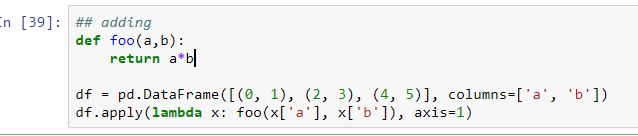 In [39]: ## adding
def foo(a,b):
    return a*b
df = pd.DataFrame([(0, 1), (2, 3), (4, 5)], columns=['a', 'b'])
df.apply(lambda x: foo(x['a'], x['b']), axis=1)